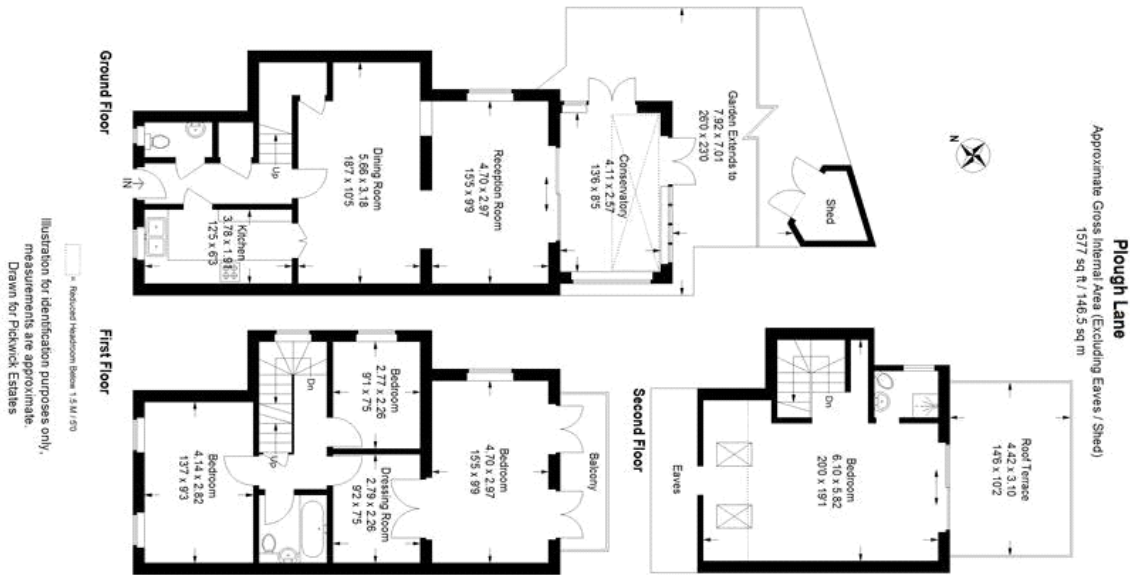 Plough Lane
Approximate Gross Internal Area (Excluding Eaves / Shed)
1577 sq ft / 146.5 sq m
N
Shed
Garden Extends to
7.92 x 7.01
26'0 x 23'0
Conservatory
4.11 x 2.57
13'6 x 8'5
Reception Room
4.70 x 2.97
15'5 x 9'9
Dining Room
5.66 x 3.18
18'7 x 10'5
Up
Kitchen
3.78 x 1.91
12'5 x 6'3
IN
Ground Floor
Roof Terrace
4.42 x 3.10
14'6 x 10'2
Dn
Bedroom
6.10 x 5.82
20'0 x 19'1
Eaves
Second Floor
Balcony
Bedroom
4.70 x 2.97
15'5 x 9'9
Bedroom
2.77 x 2.26
9'1 x 7'5
Dressing Room
2.79 x 2.26
9'2 x 7'5
Dn
Up
Bedroom
4.14 x 2.82
13'7 x 9'3
First Floor
= Reduced Headroom Below 1.5 M / 5'0
Illustration for identification purposes only,
measurements are approximate.
Drawn for Pickwick Estates